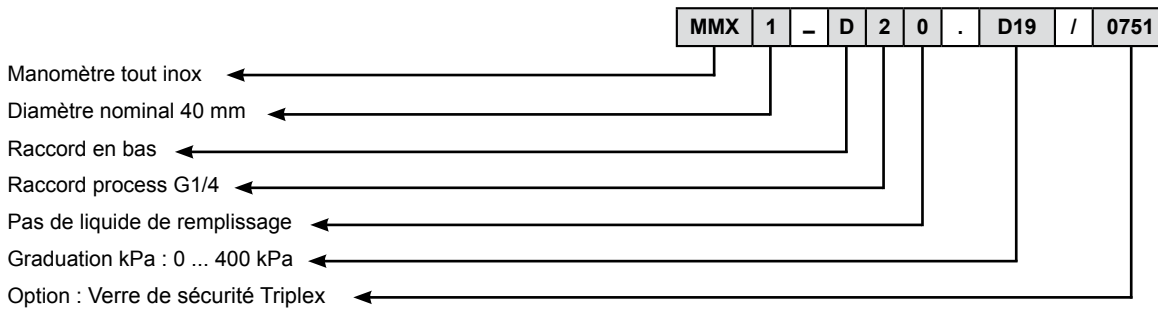 MMX 1 – D 2 0 . D19 / 0751
Manomètre tout inox
Diamètre nominal 40 mm
Raccord en bas
Raccord process G1/4
Pas de liquide de remplissage
Graduation kPa : 0 ... 400 kPa
Option : Verre de sécurité Triplex